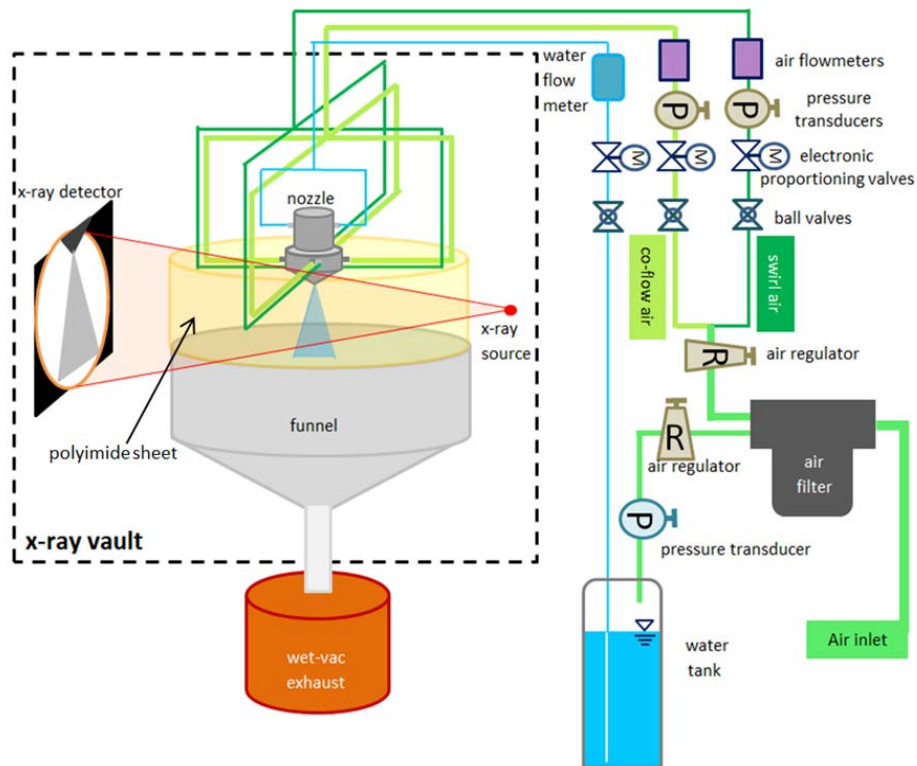 water
flow
meter
air flowmeters
P
P
pressure
transducers
M
M
M
electronic
proportioning valves
ball valves
x-ray detector
nozzle
co-flow air
swirl air
x-ray
source
R
air regulator
polyimide sheet
funnel
R
air regulator
air
filter
x-ray vault
P
pressure transducer
wet-vac
exhaust
water
tank
Air inlet